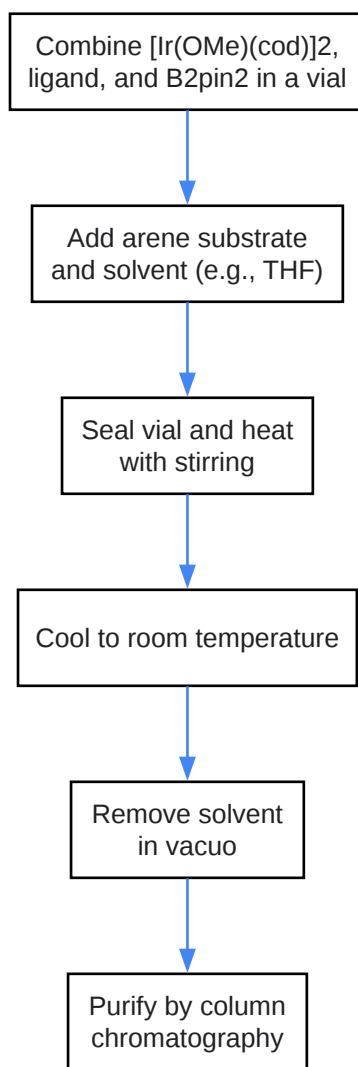 Combine [Ir(OMe)(cod)]2,
ligand, and B2pin2 in a vial
Add arene substrate
and solvent (e.g., THF)
Seal vial and heat
with stirring
Cool to room temperature
Remove solvent
in vacuo
Purify by column
chromatography